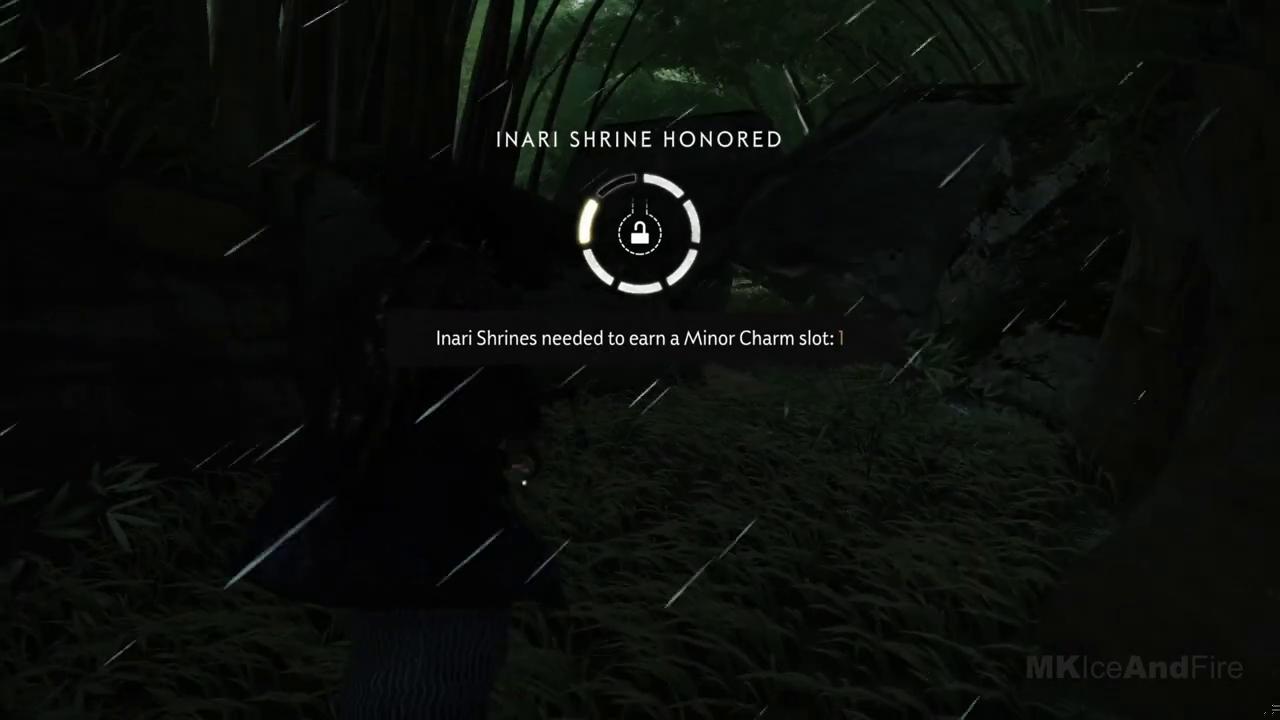 INARI SHRINE HONORED
Inari Shrines needed to earn a Minor Charm slot: 1
MKIceAndFire